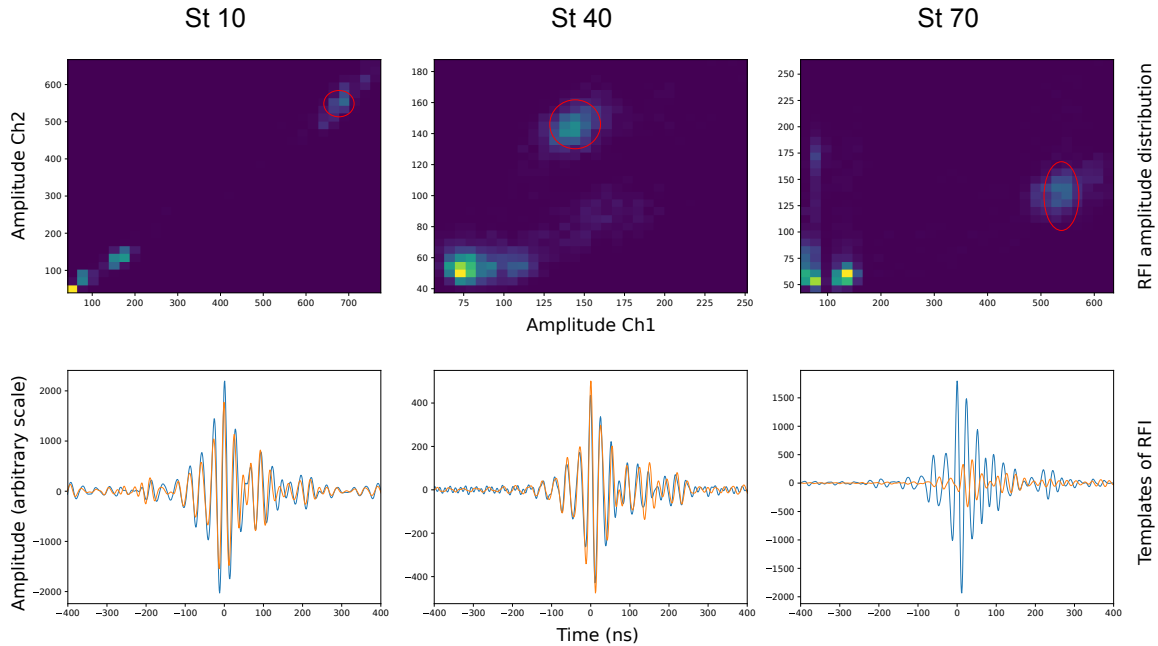 St 10
St 40
St 70
Amplitude Ch2
600
500
400
300
200
100
100 200 300 400 500 600 700
180
160
140
120
100
80
60
40
75 100 125 150 175 200 225 250
250
225
200
175
150
125
100
75
50
100 200 300 400 500 600
Amplitude Ch1
RFI amplitude distribution
Amplitude (arbitrary scale)
2000
1000
0
−1000
−2000
−400 −300 −200 −100 0 100 200 300 400
400
200
0
−200
−400
−400 −300 −200 −100 0 100 200 300 400
1500
1000
500
0
−500
−1000
−1500
−2000
−400 −300 −200 −100 0 100 200 300 400
Time (ns)
Templates of RFI